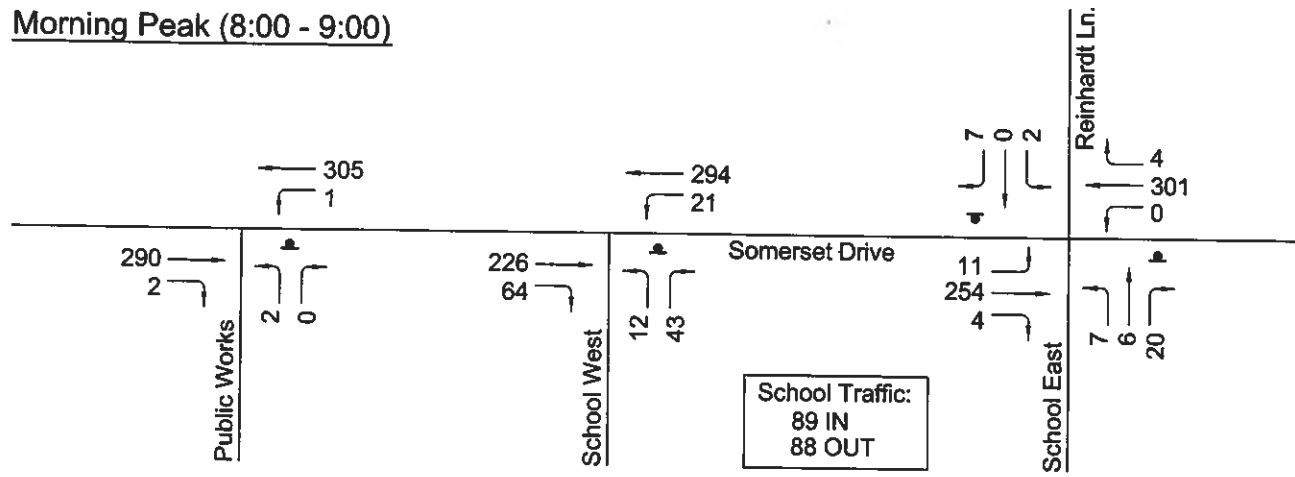 Morning Peak (8:00 - 9:00)
Reinhardt Ln.
305
1
294
21
7
0
2
4
301
0
290
2
2
0
226
64
12
43
Somerset Drive
11
254
4
7
6
20
Public Works
School West
School East
School Traffic:
89 IN
88 OUT